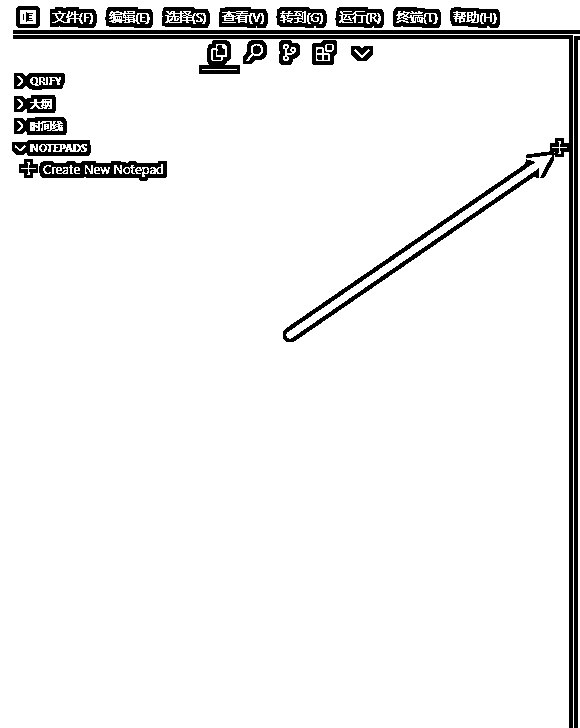 文件(F) 编辑(E) 选择(S) 查看(V) 转到(G) 运行(R) 终端(T) 帮助(H)
QRIFY
大纲
时间线
NOTEPADS
Create New Notepad